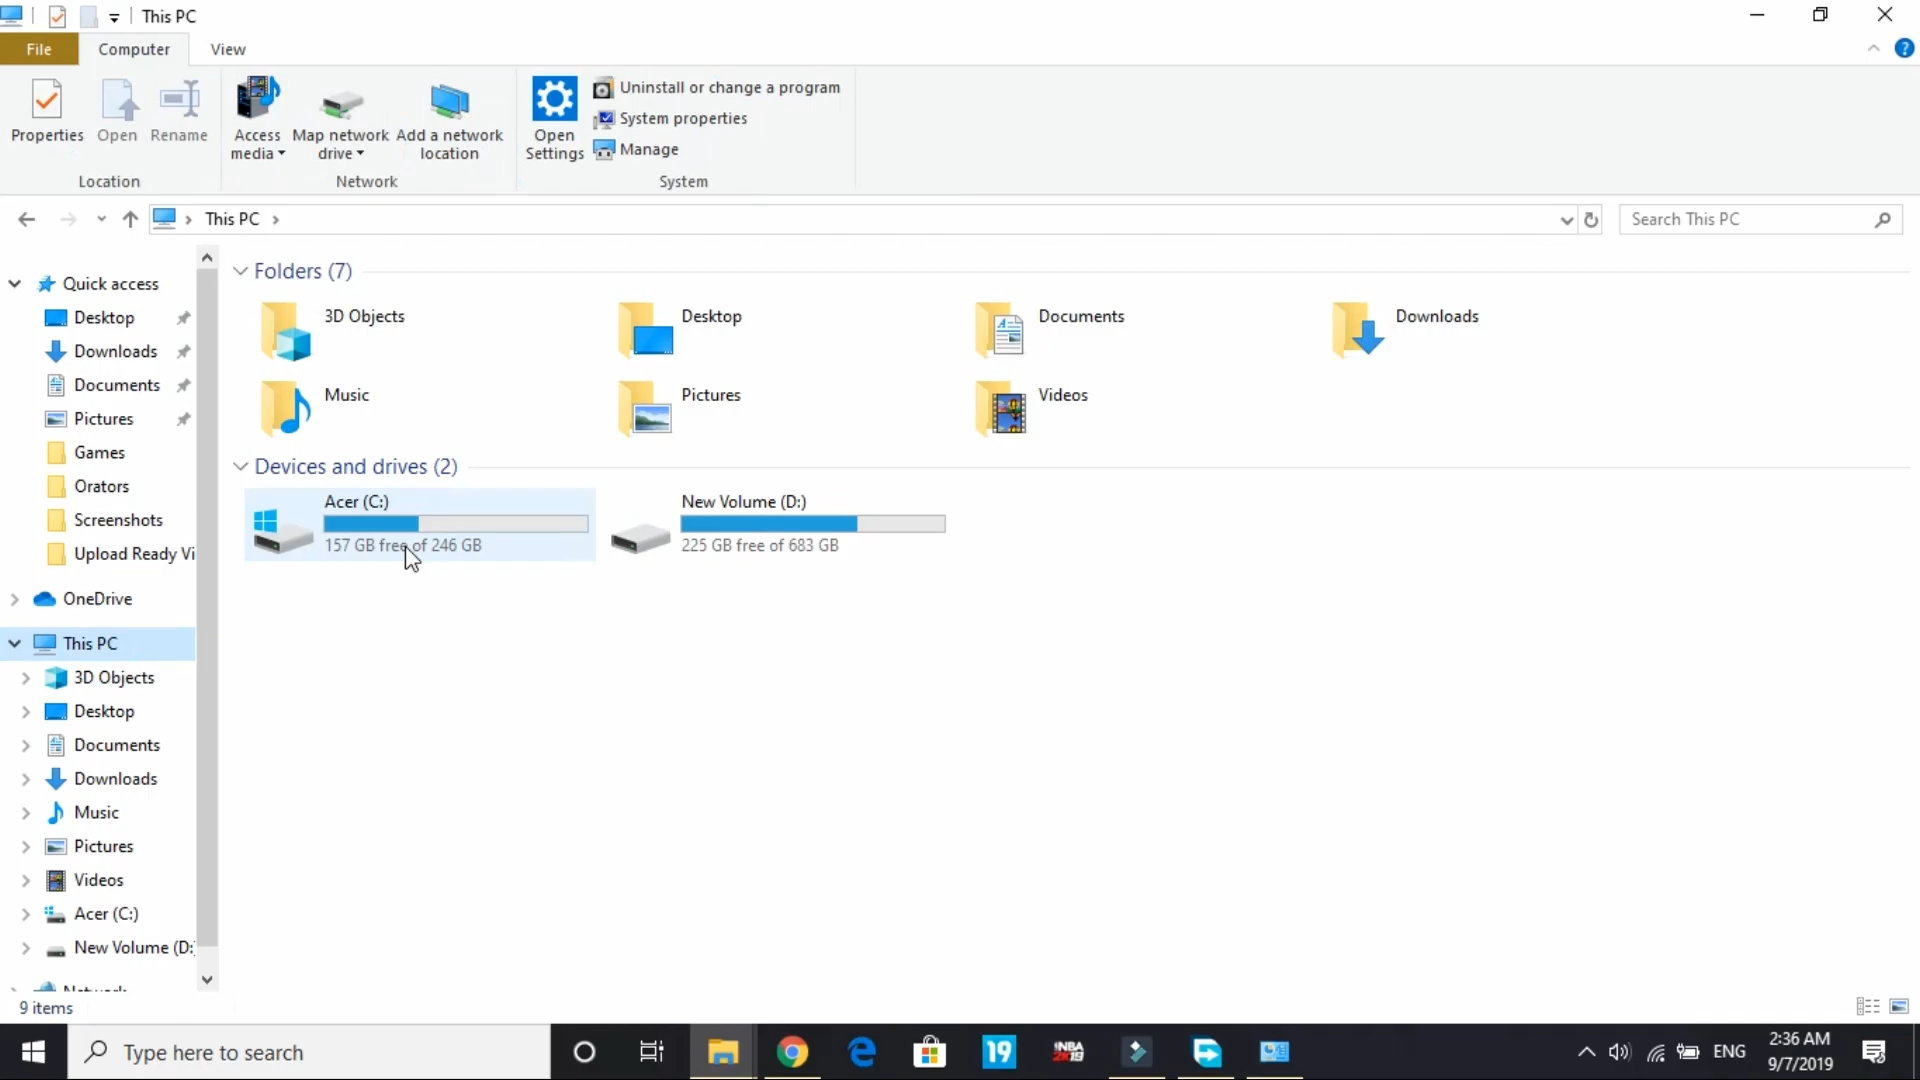 This PC
File
Computer
View
Properties
Open
Rename
Access
media
Map network
drive
Add a network
location
Open
Settings
Uninstall or change a program
System properties
Manage
Location
Network
System
This PC
Search This PC
Quick access
Desktop
Downloads
Documents
Pictures
Games
Orators
Screenshots
Upload Ready Vi
OneDrive
This PC
3D Objects
Desktop
Documents
Downloads
Music
Pictures
Videos
Acer (C:)
New Volume (D:
Network
Folders (7)
3D Objects
Desktop
Documents
Downloads
Music
Pictures
Videos
Devices and drives (2)
Acer (C:)
157 GB free of 246 GB
New Volume (D:)
225 GB free of 683 GB
9 items
Type here to search
19
NBA
2K19
ENG
2:36 AM
9/7/2019